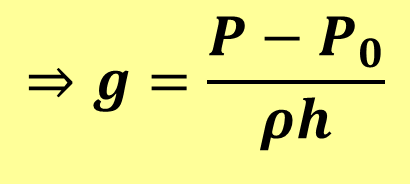 ⇒ g = (P − P₀) / ρh